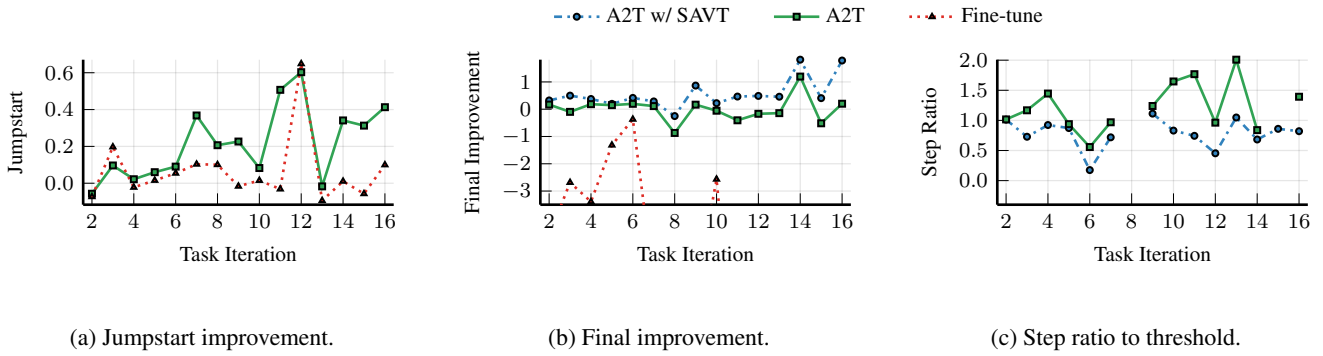 A2T w/ SAVT A2T Fine-tune
Jumpstart
0.6
0.4
0.2
0.0
2 4 6 8 10 12 14 16
Task Iteration
Final Improvement
1
0
−1
−2
−3
2 4 6 8 10 12 14 16
Task Iteration
Step Ratio
2.0
1.5
1.0
0.5
0.0
2 4 6 8 10 12 14 16
Task Iteration
(a) Jumpstart improvement.
(b) Final improvement.
(c) Step ratio to threshold.